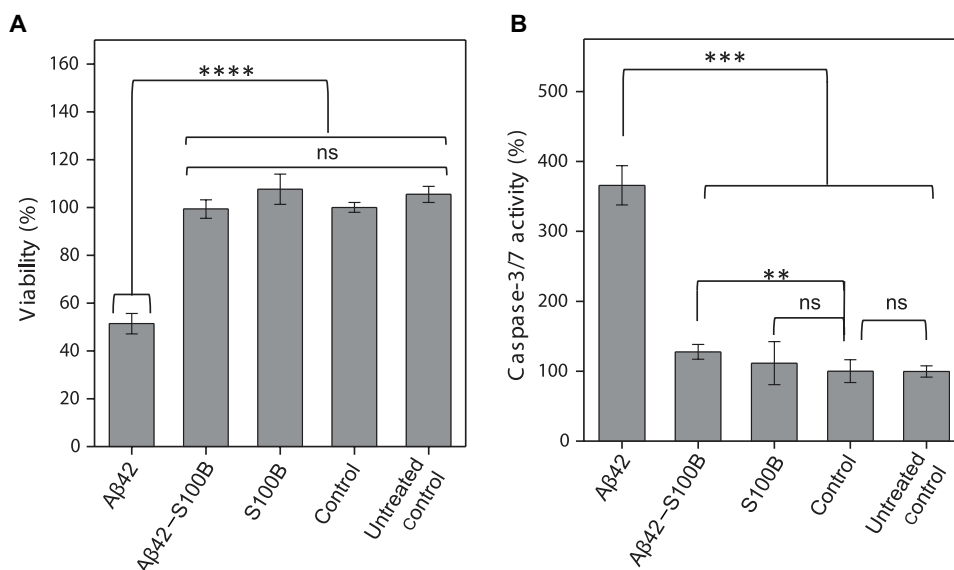 A
Viability (%)
160
140
120
100
80
60
40
20
0
****
ns
Aβ42
Aβ42–S100B
S100B
Control
Untreated
control
B
Caspase-3/7 activity (%)
500
400
300
200
100
0
***
**
ns
ns
Aβ42
Aβ42–S100B
S100B
Control
Untreated
control